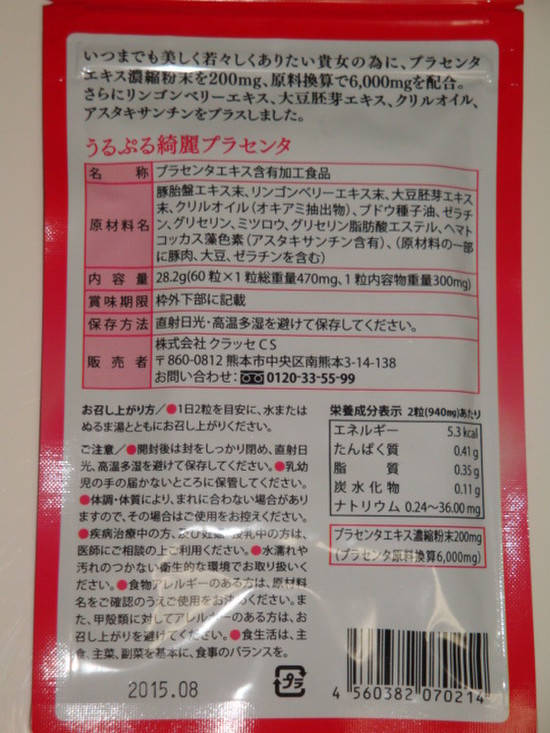 いつまでも美しく若々しくありたい貴女の為に、プラセンタ
エキス濃縮粉末を200mg、原料換算で6,000mgを配合。
さらにリンゴンベリーエキス、大豆胚芽エキス、クリルオイル、
アスタキサンチンをプラスしました。
うるぷる綺麗プラセンタ
名 称 プラセンタエキス含有加工食品
原材料名 豚胎盤エキス末、リンゴンベリーエキス末、大豆胚芽エキス
末、クリルオイル(オキアミ抽出物)、ブドウ種子油、ゼラチ
ン、グリセリン、ミツロウ、グリセリン脂肪酸エステル、ヘマト
コッカス藻色素(アスタキサンチン含有)、(原材料の一部
に豚肉、大豆、ゼラチンを含む)
内 容 量 28.2g(60粒×1粒総重量470mg、1粒内容物重量300mg)
賞味期限 枠外下部に記載
保存方法 直射日光・高温多湿を避けて保存してください。
販 売 者 株式会社 クラッセCS
〒860-0812 熊本市中央区南熊本3-14-138
お問い合わせ: 0120-33-55-99
お召し上がり方/●1日2粒を目安に、水または
ぬるま湯とともにお召し上がりください。
ご注意/●開封後は封をしっかり閉め、直射日
光、高温多湿を避けて保存してください。●乳幼
児の手の届かないところに保管してください。
●体調・体質により、まれに合わない場合があり
ますので、その場合はご使用をお控えください。
●疾病治療中の方、及び妊娠、授乳中の方は、
医師にご相談の上ご利用ください。●水濡れや
汚れのつかない衛生的な環境でお取り扱いく
ださい。●食物アレルギーのある方は、原材料
名をご確認のうえご使用をお決めください。ま
た、甲殻類に対してアレルギーのある方は、お
召し上がりを避けてください。●食生活は、主
食、主菜、副菜を基本に、食事のバランスを。
栄養成分表示 2粒(940mg)あたり
エネルギー 5.3 kcal
たんぱく質 0.41 g
脂 質 0.35 g
炭水化物 0.11 g
ナトリウム 0.24〜36.00 mg
プラセンタエキス濃縮粉末200mg
(プラセンタ原料換算6,000mg)
2015.08
プラ
4 560382 070214